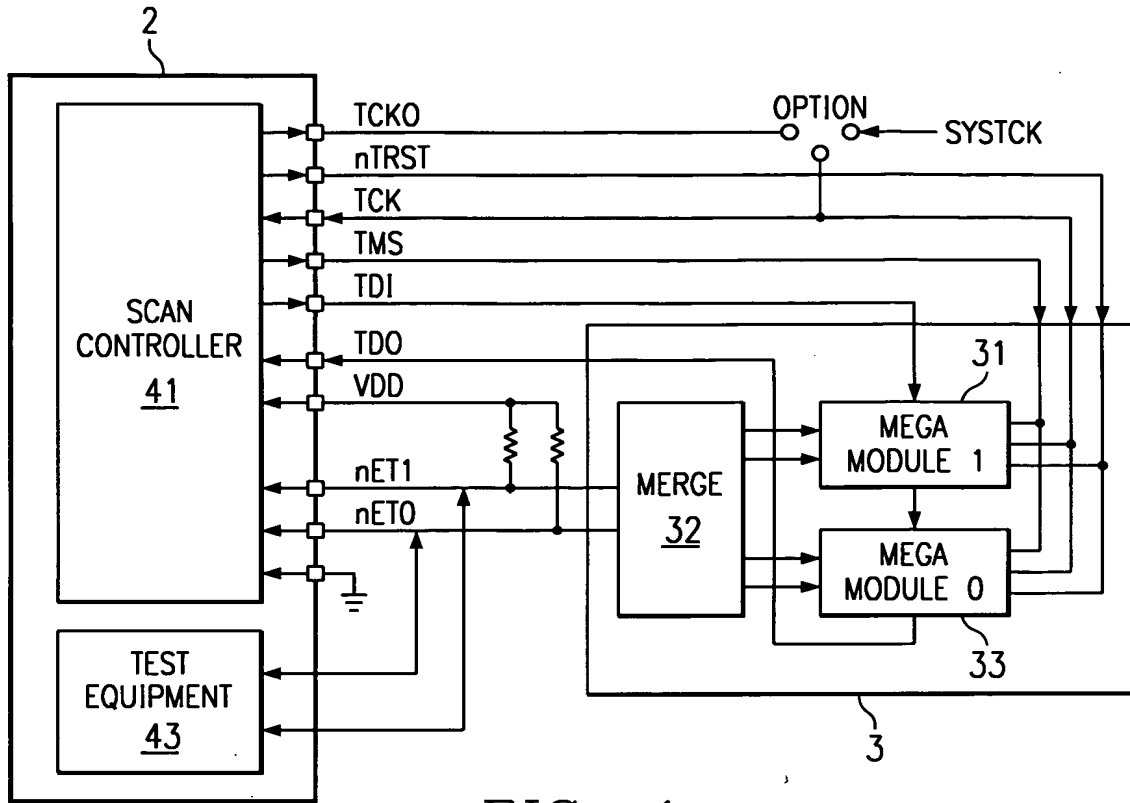 2
TCKO
OPTION
SYSTCK
nTRST
TCK
TMS
TDI
SCAN
CONTROLLER
41
TDO
VDD
31
MEGA
MODULE 1
nET1
MERGE
32
nET0
MEGA
MODULE 0
33
TEST
EQUIPMENT
43
3